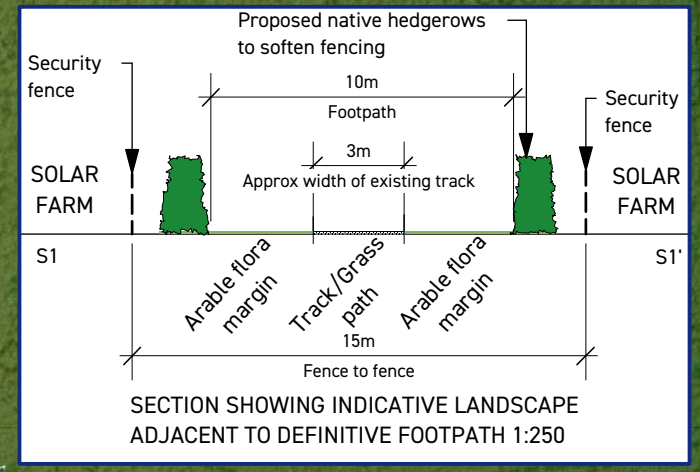 Proposed native hedgerows
to soften fencing
Security
fence
10m
Footpath
Security
fence
3m
Approx width of existing track
SOLAR
FARM
SOLAR
FARM
S1
S1'
Arable flora
margin
Track/Grass
path
Arable flora
margin
15m
Fence to fence
SECTION SHOWING INDICATIVE LANDSCAPE
ADJACENT TO DEFINITIVE FOOTPATH 1:250